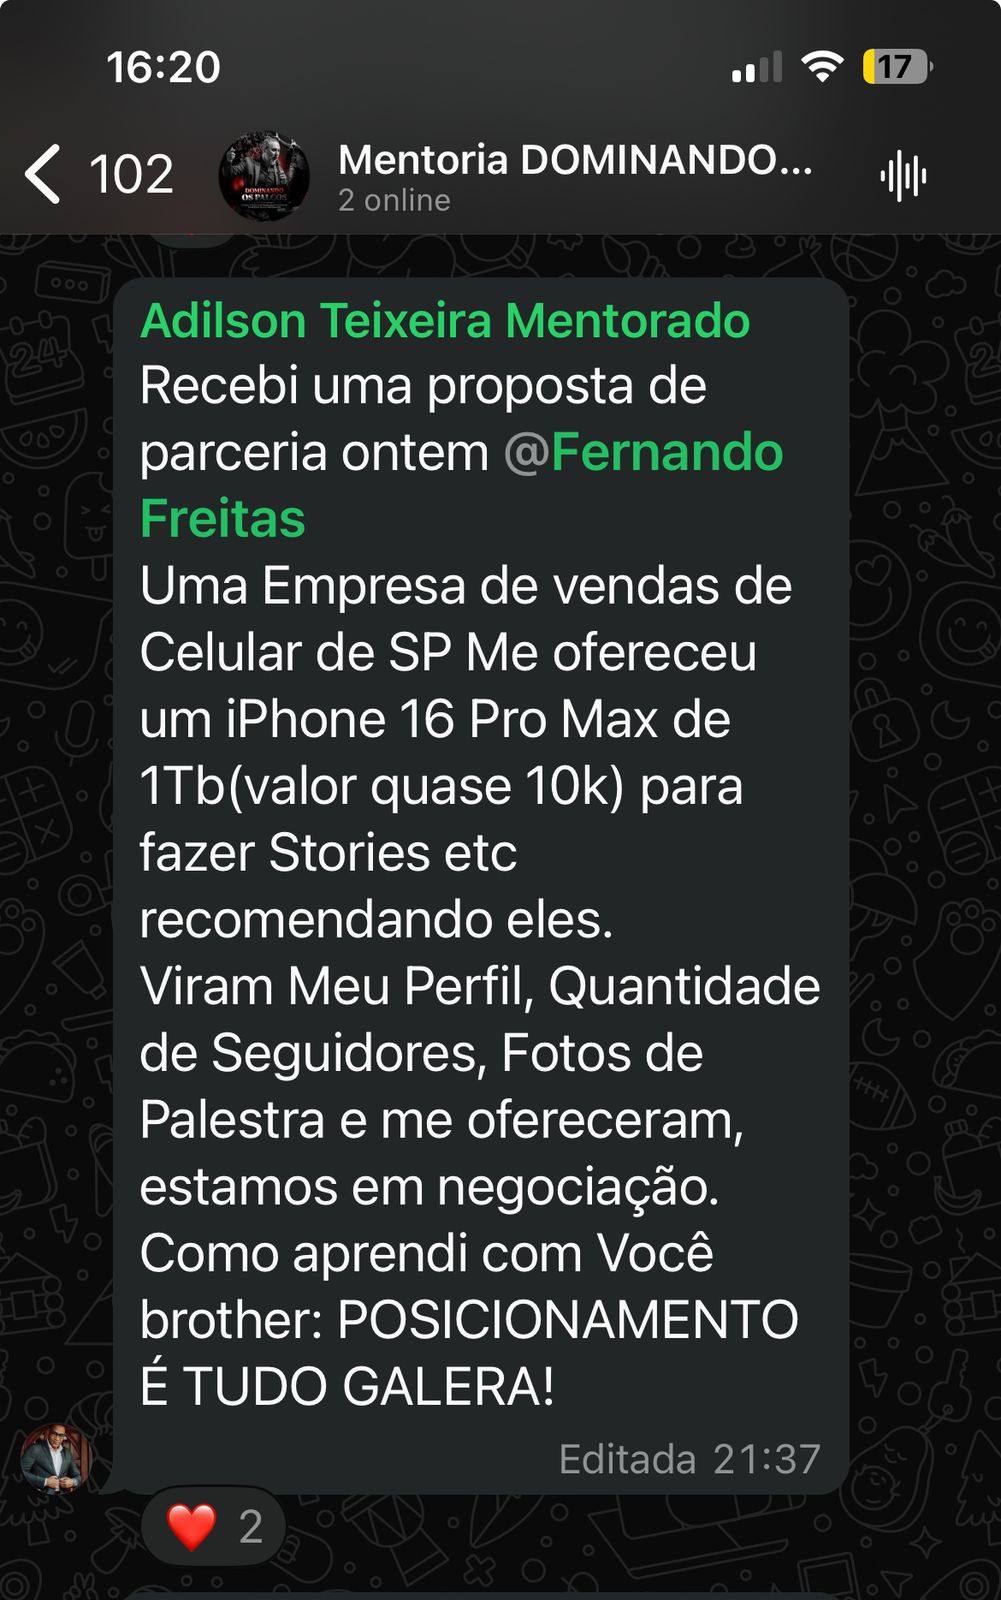 16:20
17
102
Mentoria DOMINANDO...
2 online
DOMINANDO
OS PALCOS
Adilson Teixeira Mentorado
Recebi uma proposta de
parceria ontem @Fernando
Freitas
Uma Empresa de vendas de
Celular de SP Me ofereceu
um iPhone 16 Pro Max de
1Tb(valor quase 10k) para
fazer Stories etc
recomendando eles.
Viram Meu Perfil, Quantidade
de Seguidores, Fotos de
Palestra e me ofereceram,
estamos em negociação.
Como aprendi com Você
brother: POSICIONAMENTO
É TUDO GALERA!
Editada 21:37
2